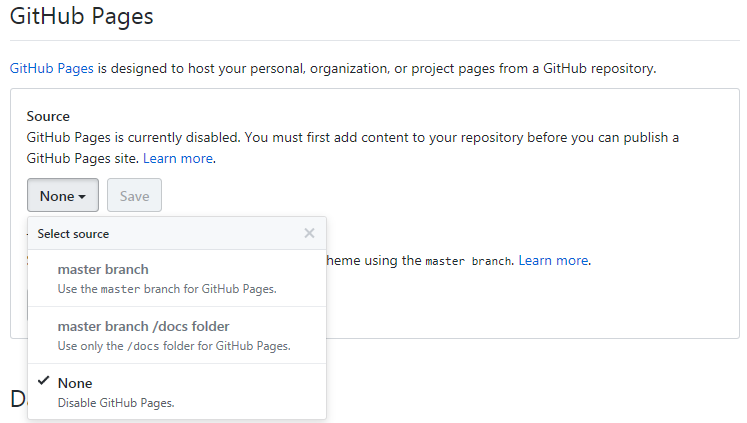 GitHub Pages
GitHub Pages is designed to host your personal, organization, or project pages from a GitHub repository.
Source
GitHub Pages is currently disabled. You must first add content to your repository before you can publish a
GitHub Pages site. Learn more.
None
Save
Select source
heme using the master branch. Learn more.
master branch
Use the master branch for GitHub Pages.
master branch /docs folder
Use only the /docs folder for GitHub Pages.
None
Disable GitHub Pages.